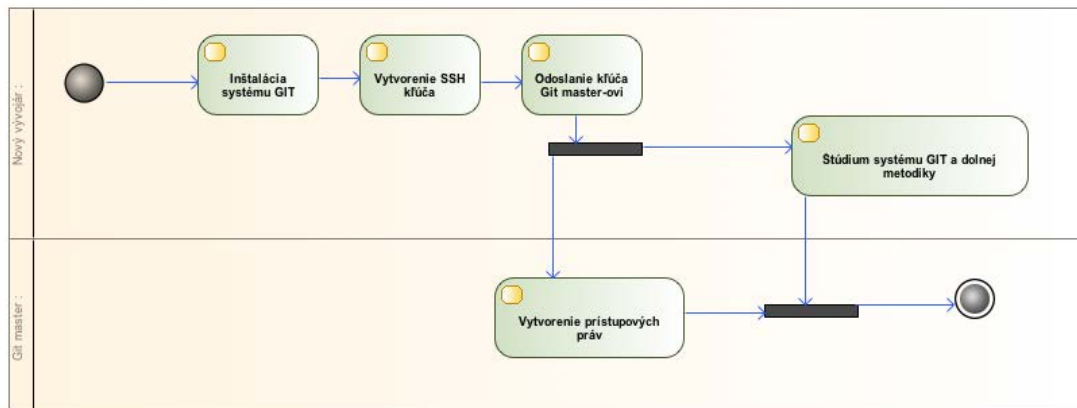 Nový vývojár :
Inštalácia
systému GIT
Vytvorenie SSH
kľúča
Odoslanie kľúča
Git master-ovi
Štúdium systému GIT a dolnej
metodiky
Git master :
Vytvorenie prístupových
práv